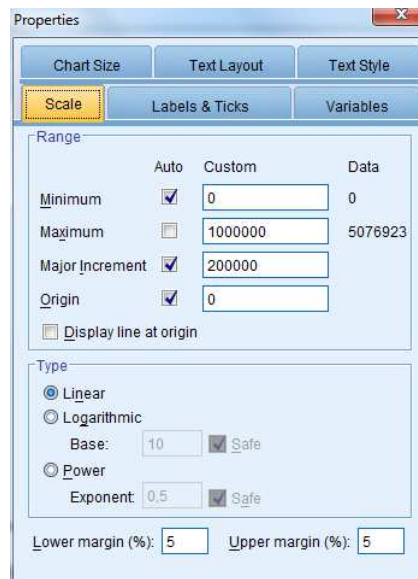 Properties
X
Chart Size Text Layout Text Style
Scale Labels & Ticks Variables
Range
Auto Custom Data
Minimum 0 0
Maximum 1000000 5076923
Major Increment 200000
Origin 0
Display line at origin
Type
Linear
Logarithmic
Base: 10 Safe
Power
Exponent: 0,5 Safe
Lower margin (%): 5 Upper margin (%): 5